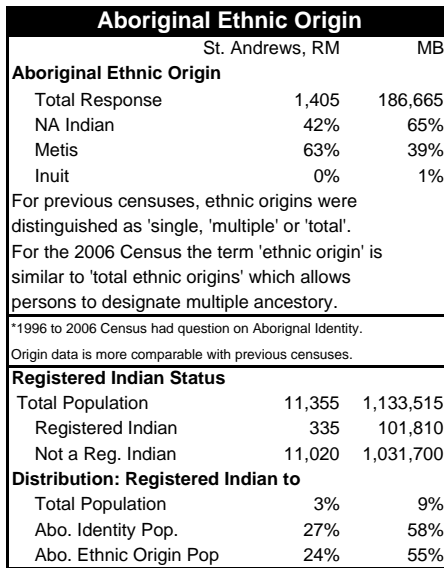 Aboriginal Ethnic Origin
St. Andrews, RM MB
Aboriginal Ethnic Origin
Total Response 1,405 186,665
NA Indian 42% 65%
Metis 63% 39%
Inuit 0% 1%
For previous censuses, ethnic origins were
distinguished as 'single, 'multiple' or 'total'.
For the 2006 Census the term 'ethnic origin' is
similar to 'total ethnic origins' which allows
persons to designate multiple ancestory.
*1996 to 2006 Census had question on Aborignal Identity.
Origin data is more comparable with previous censuses.
Registered Indian Status
Total Population 11,355 1,133,515
Registered Indian 335 101,810
Not a Reg. Indian 11,020 1,031,700
Distribution: Registered Indian to
Total Population 3% 9%
Abo. Identity Pop. 27% 58%
Abo. Ethnic Origin Pop 24% 55%